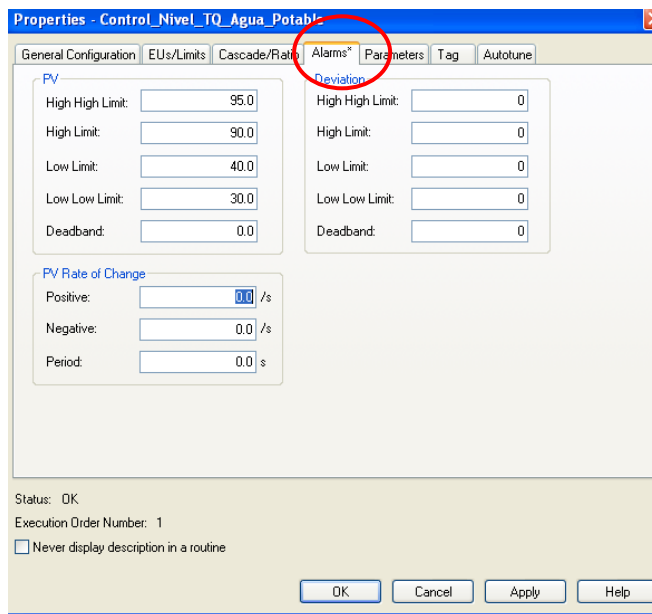 Properties - Control_Nivel_TQ_Agua_Potable
General Configuration EUs/Limits Cascade/Ratio Alarms* Parameters Tag Autotune
PV
High High Limit: 95.0
High Limit: 90.0
Low Limit: 40.0
Low Low Limit: 30.0
Deadband: 0.0
Deviation
High High Limit: 0
High Limit: 0
Low Limit: 0
Low Low Limit: 0
Deadband: 0
PV Rate of Change
Positive: 0.0 /s
Negative: 0.0 /s
Period: 0.0 s
Status: OK
Execution Order Number: 1
Never display description in a routine
OK Cancel Apply Help